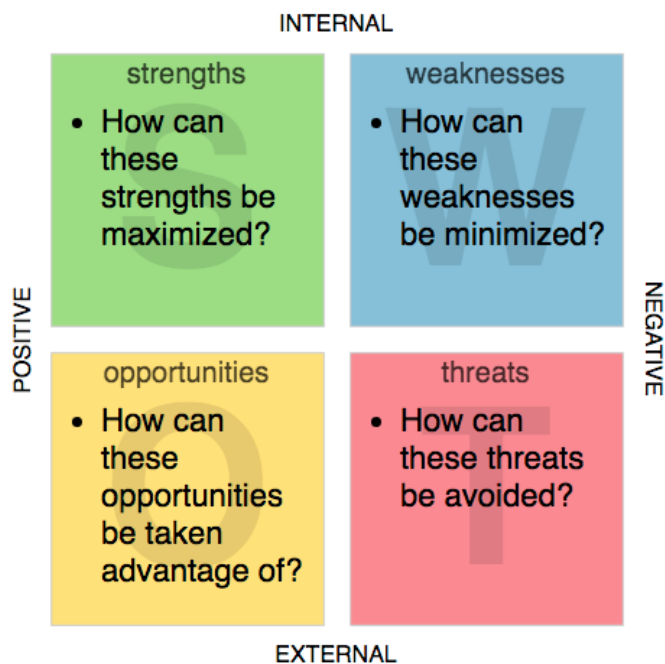 INTERNAL
strengths
• How can
these
strengths be
maximized?
weaknesses
• How can
these
weaknesses
be minimized?
POSITIVE
NEGATIVE
opportunities
• How can
these
opportunities
be taken
advantage of?
threats
• How can
these threats
be avoided?
EXTERNAL
S
W
O
T